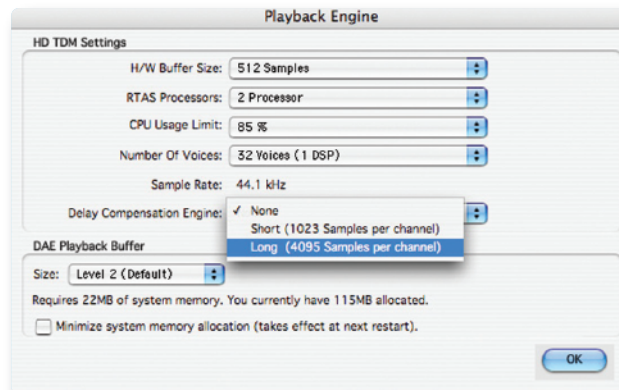 Playback Engine
HD TDM Settings
H/W Buffer Size: 512 Samples
RTAS Processors: 2 Processor
CPU Usage Limit: 85 %
Number Of Voices: 32 Voices (1 DSP)
Sample Rate: 44.1 kHz
Delay Compensation Engine: ✓ None
Short (1023 Samples per channel)
Long (4095 Samples per channel)
DAE Playback Buffer
Size: Level 2 (Default)
Requires 22MB of system memory. You currently have 115MB allocated.
Minimize system memory allocation (takes effect at next restart).
OK